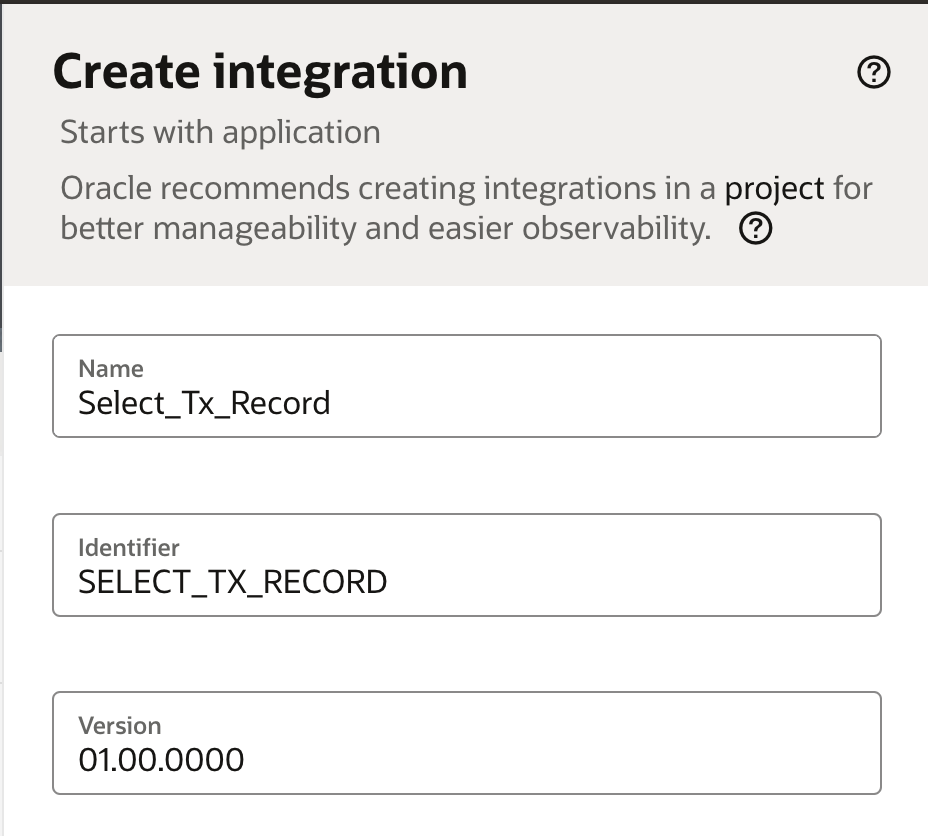 Create integration
Starts with application
Oracle recommends creating integrations in a project for
better manageability and easier observability.
Name
Select_Tx_Record
Identifier
SELECT_TX_RECORD
Version
01.00.0000